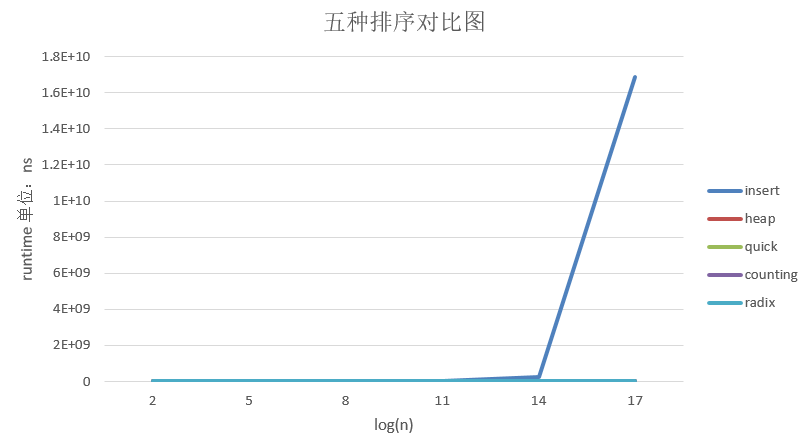 五种排序对比图
1.8E+10
1.6E+10
1.4E+10
1.2E+10
1E+10
8E+09
6E+09
4E+09
2E+09
0
runtime 单位：ns
2 5 8 11 14 17
log(n)
insert
heap
quick
counting
radix